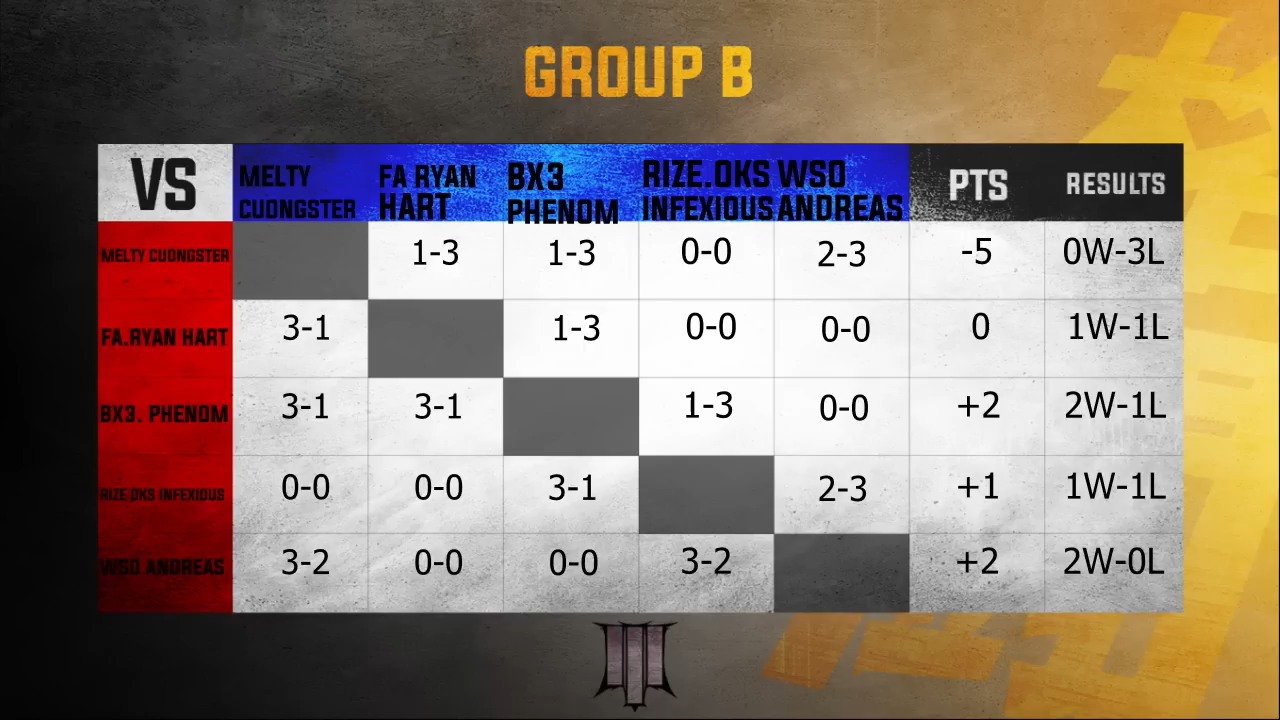 GROUP B
VS MELTY CUONGSTER FA RYAN HART BX3 PHENOM RIZE.OKS INFEXIOUS WSO ANDREAS PTS RESULTS
MELTY CUONGSTER 1-3 1-3 0-0 2-3 -5 0W-3L
FA.RYAN HART 3-1 1-3 0-0 0-0 0 1W-1L
BX3. PHENOM 3-1 3-1 1-3 0-0 +2 2W-1L
RIZE.OKS INFEXIOUS 0-0 0-0 3-1 2-3 +1 1W-1L
WSO ANDREAS 3-2 0-0 0-0 3-2 +2 2W-0L